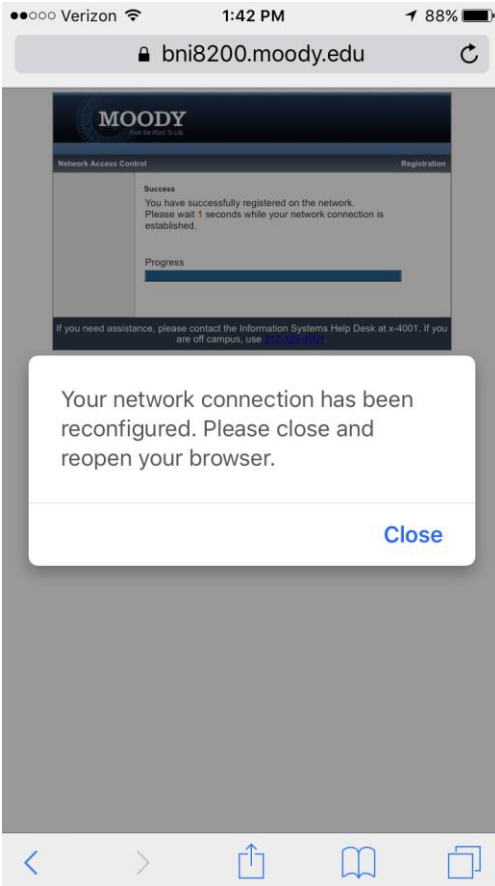 Verizon 1:42 PM 88%
bni8200.moody.edu
MOODY
From the Word. To Life.
Network Access Control Registration
Success
You have successfully registered on the network.
Please wait 1 seconds while your network connection is
established.
Progress
If you need assistance, please contact the Information Systems Help Desk at x-4001. If you
are off campus, use
Your network connection has been
reconfigured. Please close and
reopen your browser.
Close